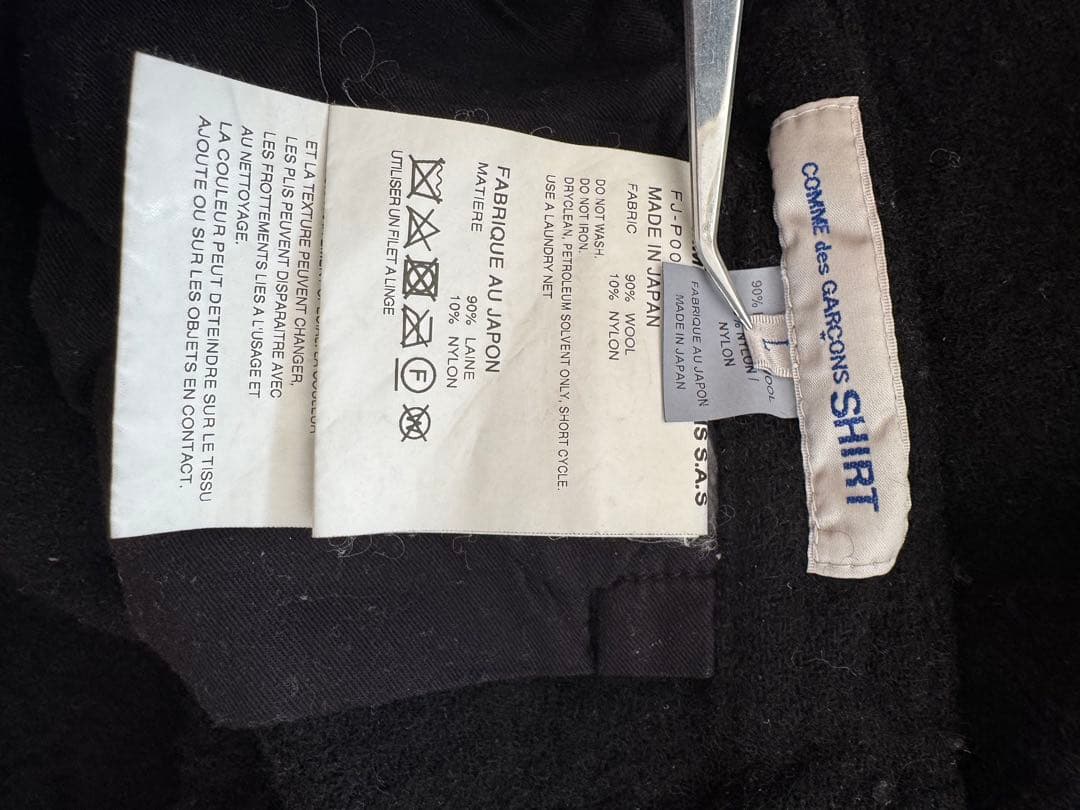 COMME des GARÇONS SHIRT
L
90%
NYLON /
NYLON
FABRIQUE AU JAPON
MADE IN JAPAN
S.A.S
FJ-P00
MADE IN JAPAN
FABRIC 90% WOOL
10% NYLON
DO NOT WASH.
DO NOT IRON.
DRYCLEAN, PETROLEUM SOLVENT ONLY, SHORT CYCLE.
USE A LAUNDRY NET
FABRIQUE AU JAPON
MATIERE 90% LAINE
10% NYLON
F
UTILISER UN FILET A LINGE
ET LA TEXTURE PEUVENT CHANGER,
LES PLUS PEUVENT DISPARAITRE AVEC
LES FROTTEMENTS LIES A L'USAGE ET
AU NETTOYAGE.
LA COULEUR PEUT DETEINDRE SUR LE TISSU
AJOUTE OU SUR LES OBJETS EN CONTACT.